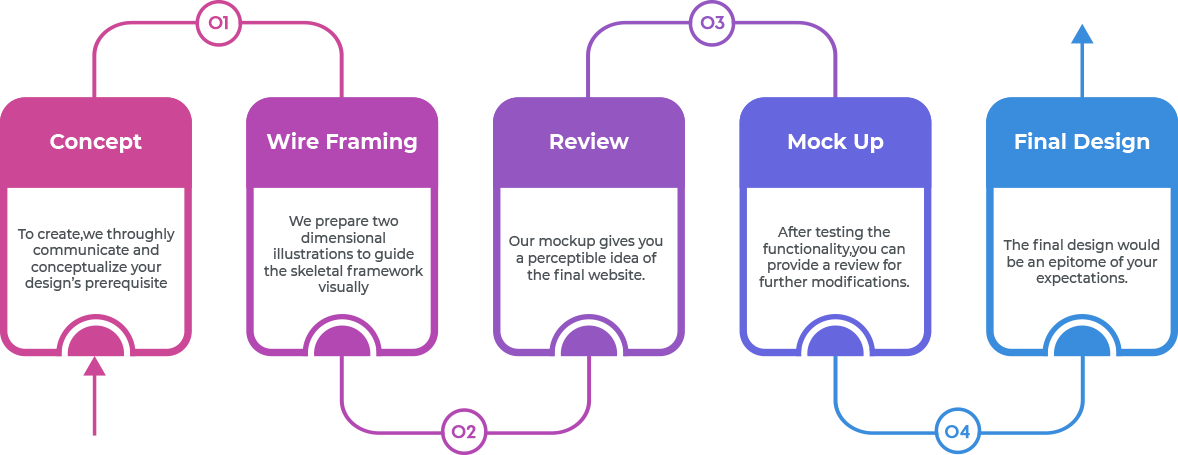 01
03
Concept
Wire Framing
Review
Mock Up
Final Design
To create,we throughly
communicate and
conceptualize your
design's prerequisite
We prepare two
dimensional
illustrations to guide
the skeletal framework
visually
Our mockup gives you
a perceptible idea of
the final website.
After testing the
functionality,you can
provide a review for
further modifications.
The final design would
be an epitome of your
expectations.
02
04